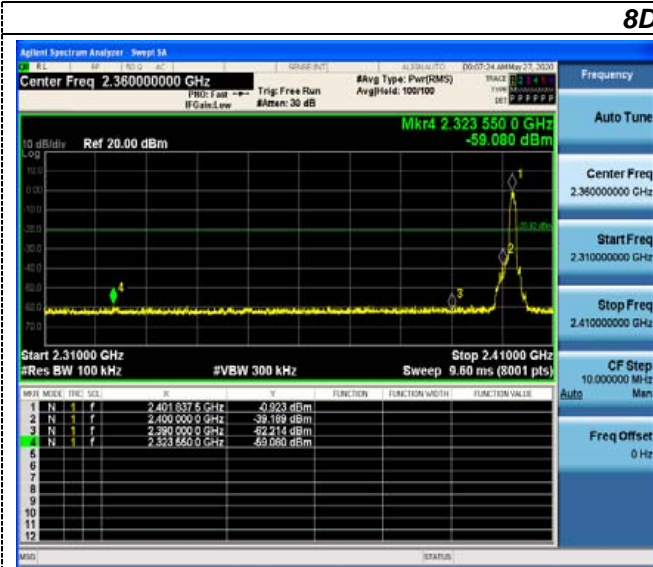 8D
Agilent Spectrum Analyzer - Swept SA
RL RF 50 Ω AC SENSE:INT ALIGN AUTO 06:07:24 AM May 27, 2020
Center Freq 2.360000000 GHz
PNO: Fast
IFGain:Low
Trig: Free Run
#Atten: 30 dB
#Avg Type: Pwr(RMS)
Avg|Hold: 100/100
TRACE 1 2 3 4 5 6
TYPE
DET P P P P P P
Frequency
Mkr4 2.323 550 0 GHz
-59.080 dBm
10 dB/div Ref 20.00 dBm
Log
10.0
0.00
-10.0
-20.0
-30.0
-40.0
-50.0
-60.0
-70.0
1
2
3
4
Start 2.31000 GHz Stop 2.41000 GHz
#Res BW 100 kHz #VBW 300 kHz Sweep 9.60 ms (8001 pts)
MKR MODE TRC SCL X Y FUNCTION FUNCTION WIDTH FUNCTION VALUE
1 N 1 f 2.401 837 5 GHz -0.923 dBm
2 N 1 f 2.400 000 0 GHz -39.189 dBm
3 N 1 f 2.390 000 0 GHz -62.214 dBm
4 N 1 f 2.323 550 0 GHz -59.080 dBm
5
6
7
8
9
10
11
12
MSG STATUS
Auto Tune
Center Freq
2.360000000 GHz
Start Freq
2.310000000 GHz
Stop Freq
2.410000000 GHz
CF Step
10.000000 MHz
Auto Man
Freq Offset
0 Hz